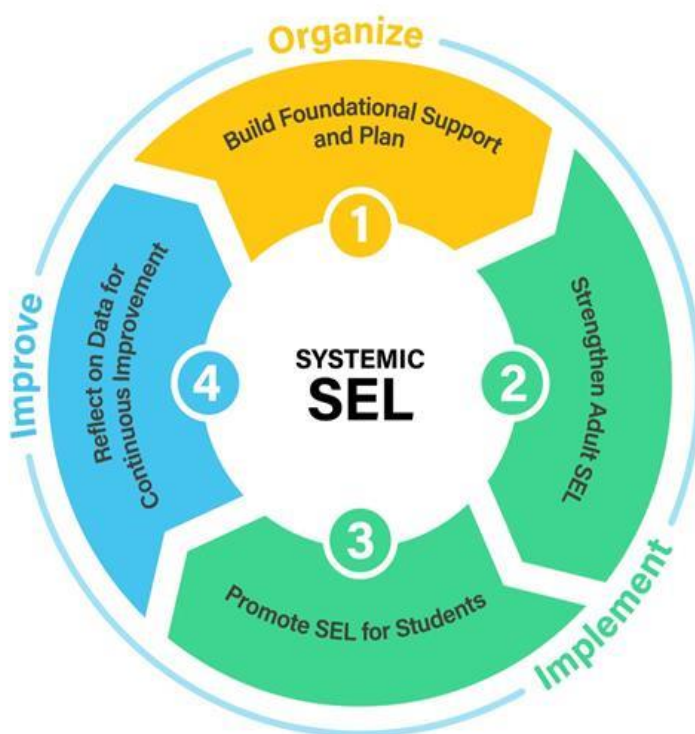 Organize
Build Foundational Support
and Plan
1
SYSTEMIC
SEL
2
Strengthen Adult SEL
Implement
3
Promote SEL for Students
4
Reflect on Data for
Continuous Improvement
Improve